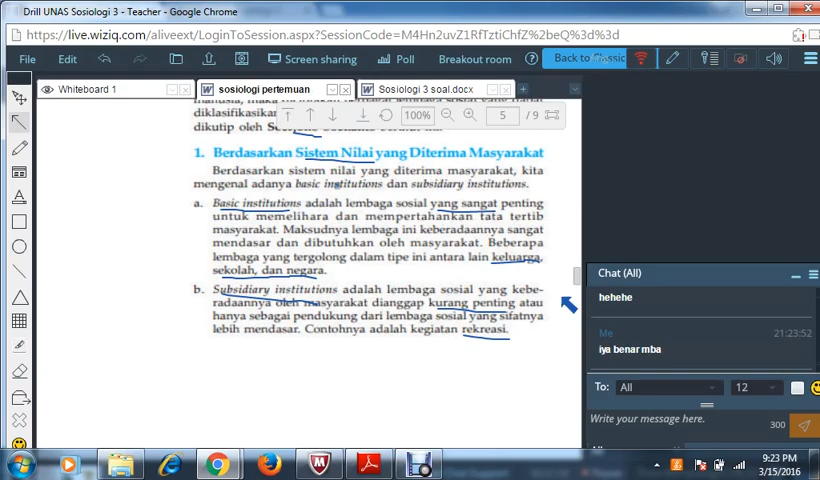 Drill UNAS Sosiologi 3 - Teacher - Google Chrome
https://live.wiziq.com/aliveext/LoginToSession.aspx?SessionCode=M4Hn2uvZ1RfTztiChfZ%2beQ%3d%3d
File Edit Screen sharing Poll Breakout room Back to Classic
Whiteboard 1 sosiologi pertemuan Sosiologi 3 soal.docx
diklasifikasikan
dikutip oleh
100% 5 / 9
1. Berdasarkan Sistem Nilai yang Diterima Masyarakat
Berdasarkan sistem nilai yang diterima masyarakat, kita
mengenal adanya basic institutions dan subsidiary institutions.
a. Basic institutions adalah lembaga sosial yang sangat penting
untuk memelihara dan mempertahankan tata tertib
masyarakat. Maksudnya lembaga ini keberadaannya sangat
mendasar dan dibutuhkan oleh masyarakat. Beberapa
lembaga yang tergolong dalam tipe ini antara lain keluarga,
sekolah, dan negara.
b. Subsidiary institutions adalah lembaga sosial yang kebe-
radaannya oleh masyarakat dianggap kurang penting atau
hanya sebagai pendukung dari lembaga sosial yang sifatnya
lebih mendasar. Contohnya adalah kegiatan rekreasi.
Chat (All)
hehehe
Me 21:23:52
iya benar mba
To: All 12
Write your message here. 300
9:23 PM
3/15/2016